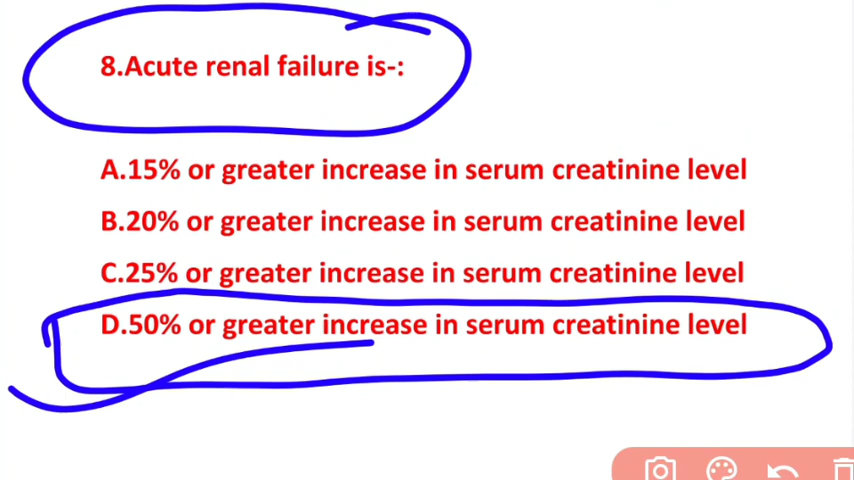 8.Acute renal failure is-:
A.15% or greater increase in serum creatinine level
B.20% or greater increase in serum creatinine level
C.25% or greater increase in serum creatinine level
D.50% or greater increase in serum creatinine level